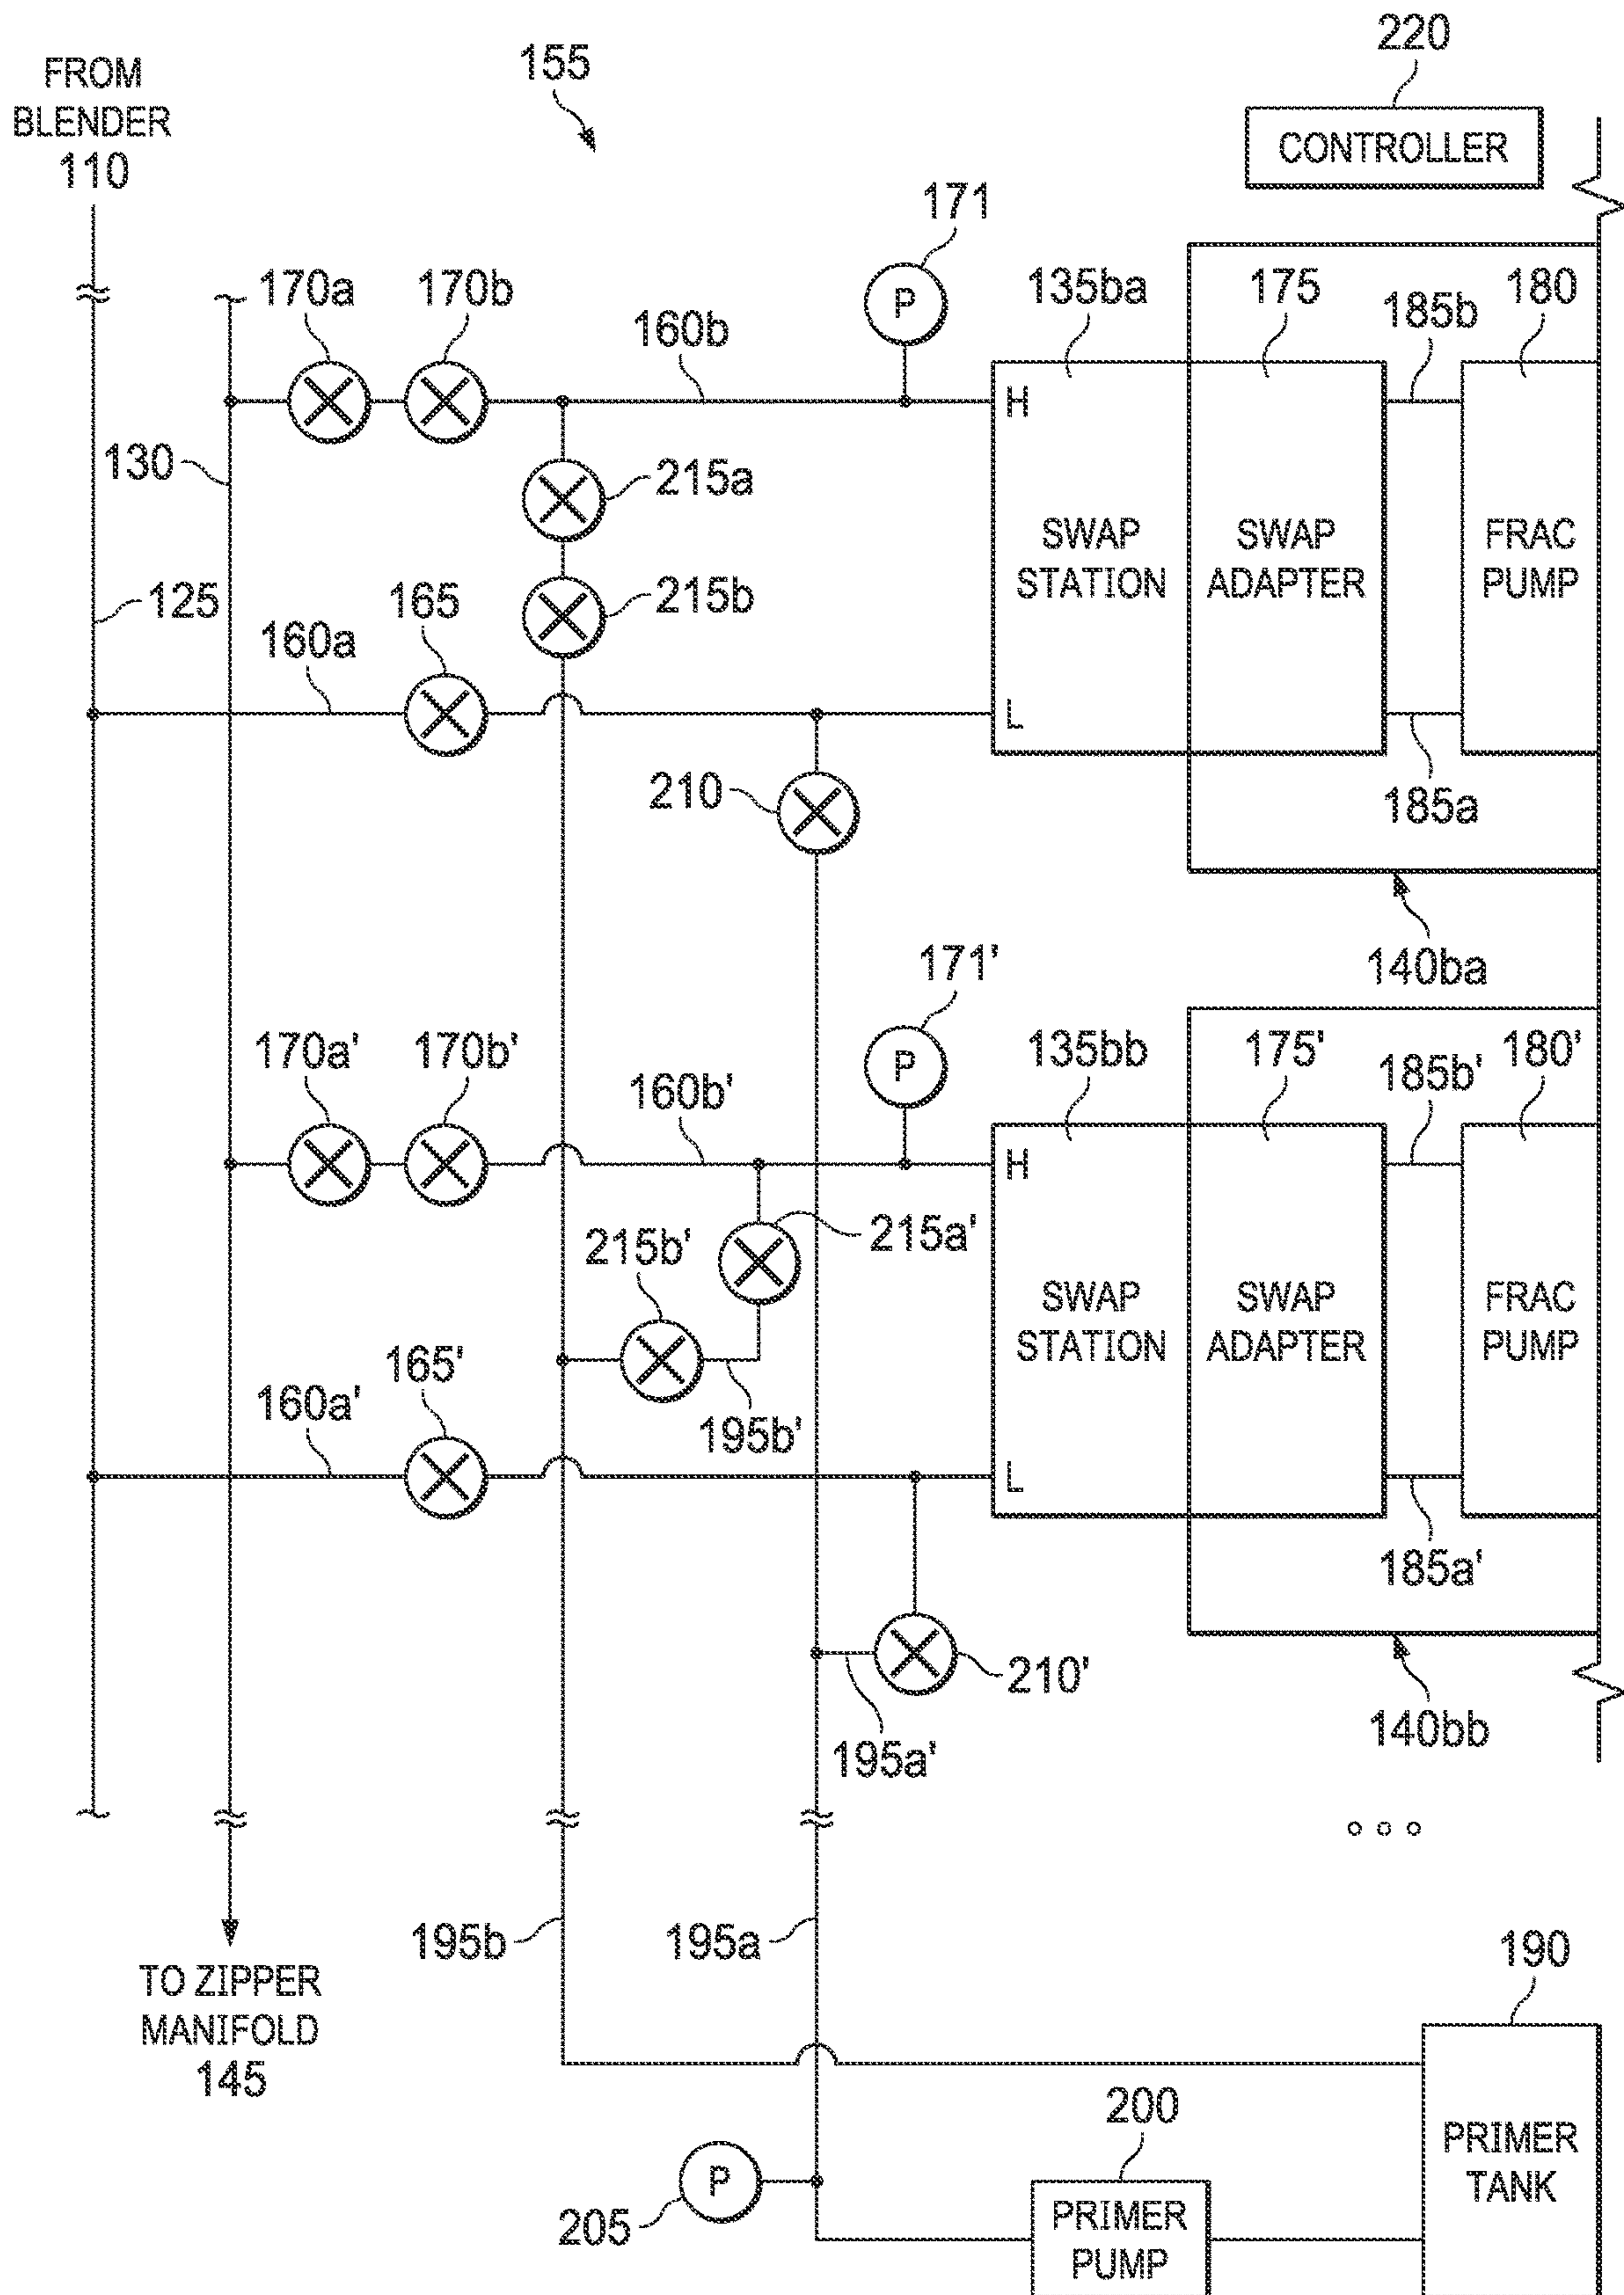 220
155
FROM
BLENDER
110
CONTROLLER
171
170a
170b
160b
P
135ba
175
185b
180
H
130
215a
SWAP
STATION
SWAP
ADAPTER
FRAC
PUMP
125
160a
165
215b
L
210
185a
140ba
171'
170a'
170b'
160b'
P
135bb
175'
185b'
180'
H
215b'
215a'
SWAP
STATION
SWAP
ADAPTER
FRAC
PUMP
160a'
165'
195b'
L
185a'
210'
195a'
140bb
195b
195a
190
TO ZIPPER
MANIFOLD
145
200
PRIMER
TANK
P
205
PRIMER
PUMP